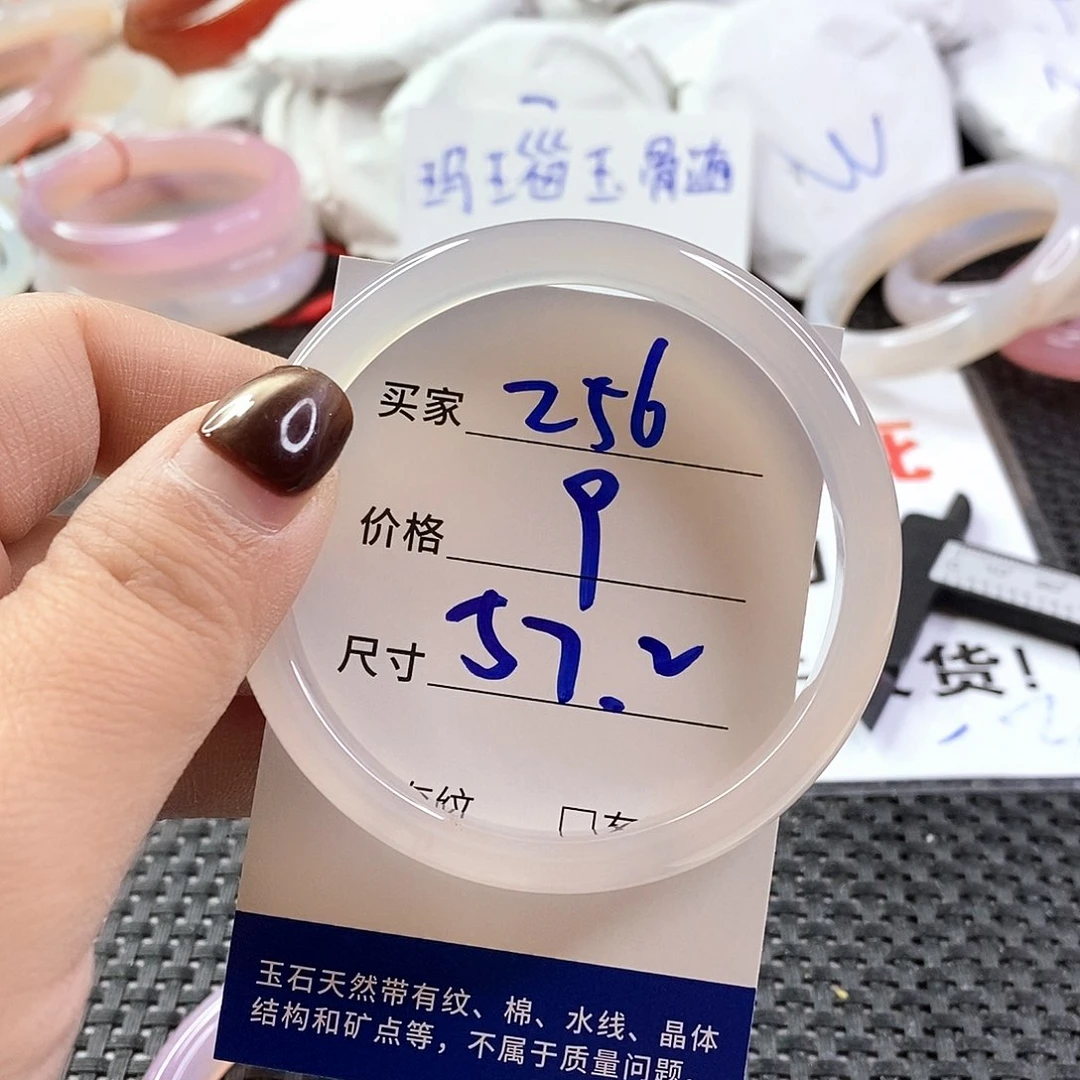 玛瑙玉骨髓
买家 256
价格 9
尺寸 57.2
玉石天然带有纹、棉、水线、晶体
结构和矿点等，不属于质量问题。
货！